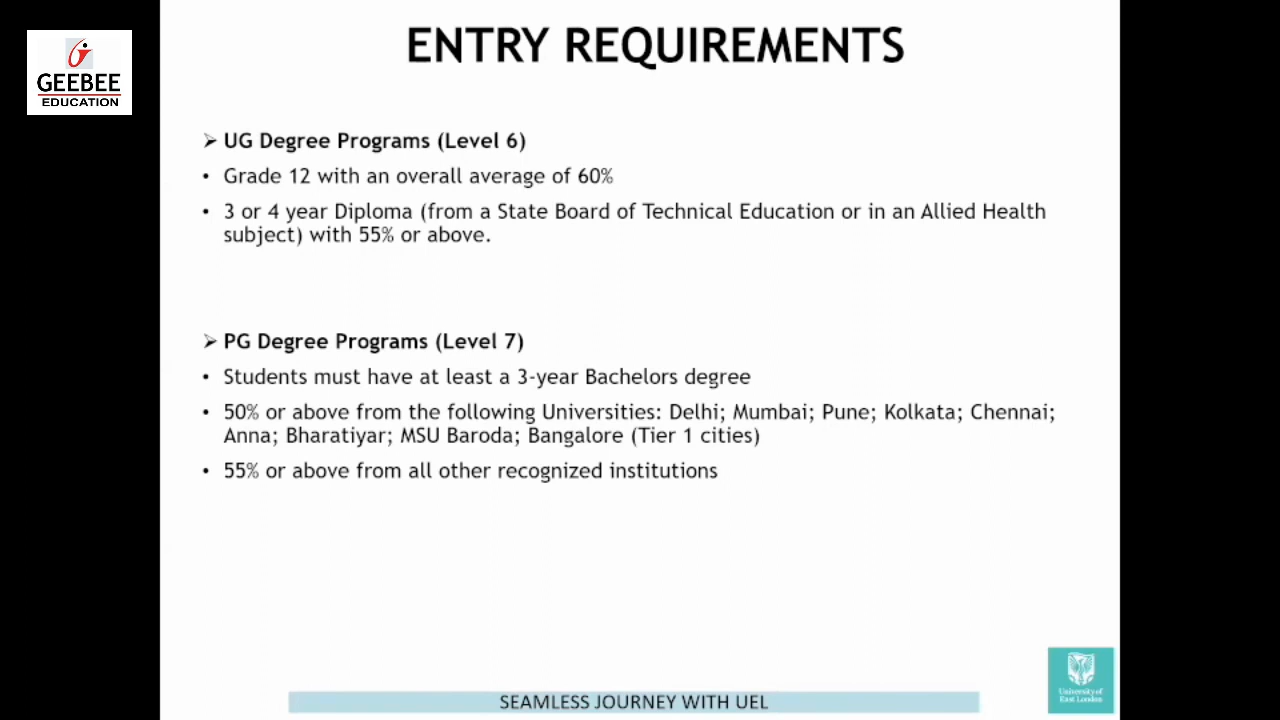 ENTRY REQUIREMENTS
GEEBEE
EDUCATION
➢ UG Degree Programs (Level 6)
• Grade 12 with an overall average of 60%
• 3 or 4 year Diploma (from a State Board of Technical Education or in an Allied Health
subject) with 55% or above.
➢ PG Degree Programs (Level 7)
• Students must have at least a 3-year Bachelors degree
• 50% or above from the following Universities: Delhi; Mumbai; Pune; Kolkata; Chennai;
Anna; Bharatiyar; MSU Baroda; Bangalore (Tier 1 cities)
• 55% or above from all other recognized institutions
University of
East London
SEAMLESS JOURNEY WITH UEL